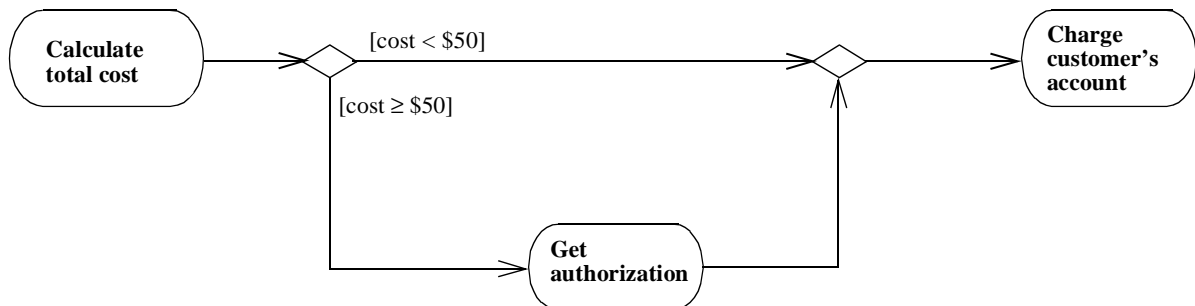 Calculate
total cost
[cost < $50]
[cost ≥ $50]
Get
authorization
Charge
customer’s
account